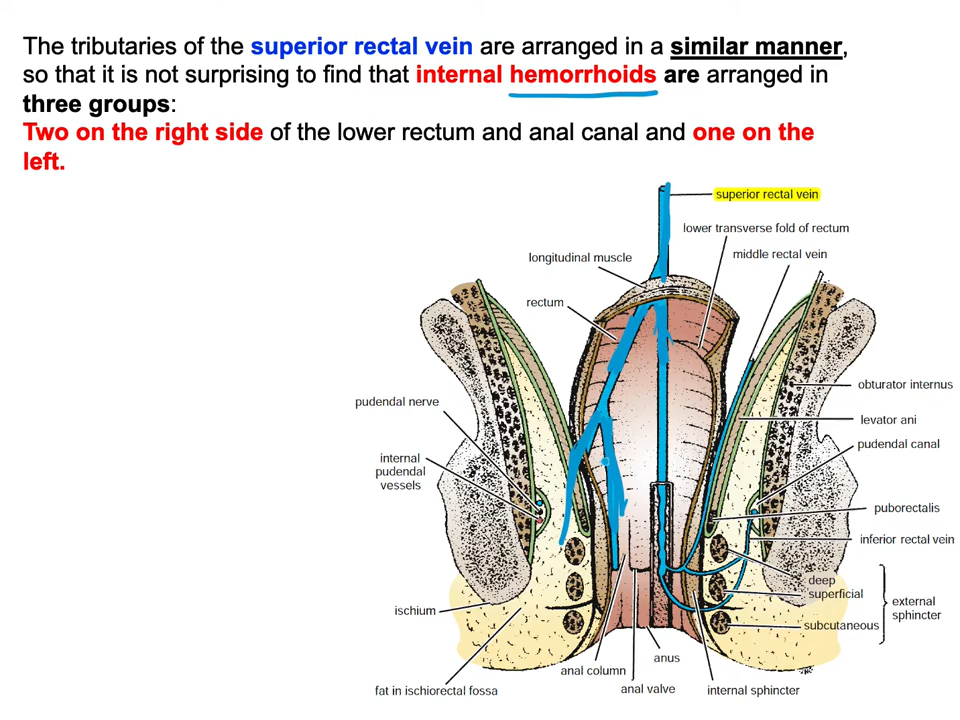 The tributaries of the superior rectal vein are arranged in a similar manner,
so that it is not surprising to find that internal hemorrhoids are arranged in
three groups:
Two on the right side of the lower rectum and anal canal and one on the
left.
superior rectal vein
lower transverse fold of rectum
longitudinal muscle
middle rectal vein
rectum
obturator internus
pudendal nerve
levator ani
pudendal canal
internal
pudendal
vessels
puborectalis
inferior rectal vein
deep
superficial
external
sphincter
ischium
subcutaneous
anus
anal column
fat in ischiorectal fossa
anal valve
internal sphincter